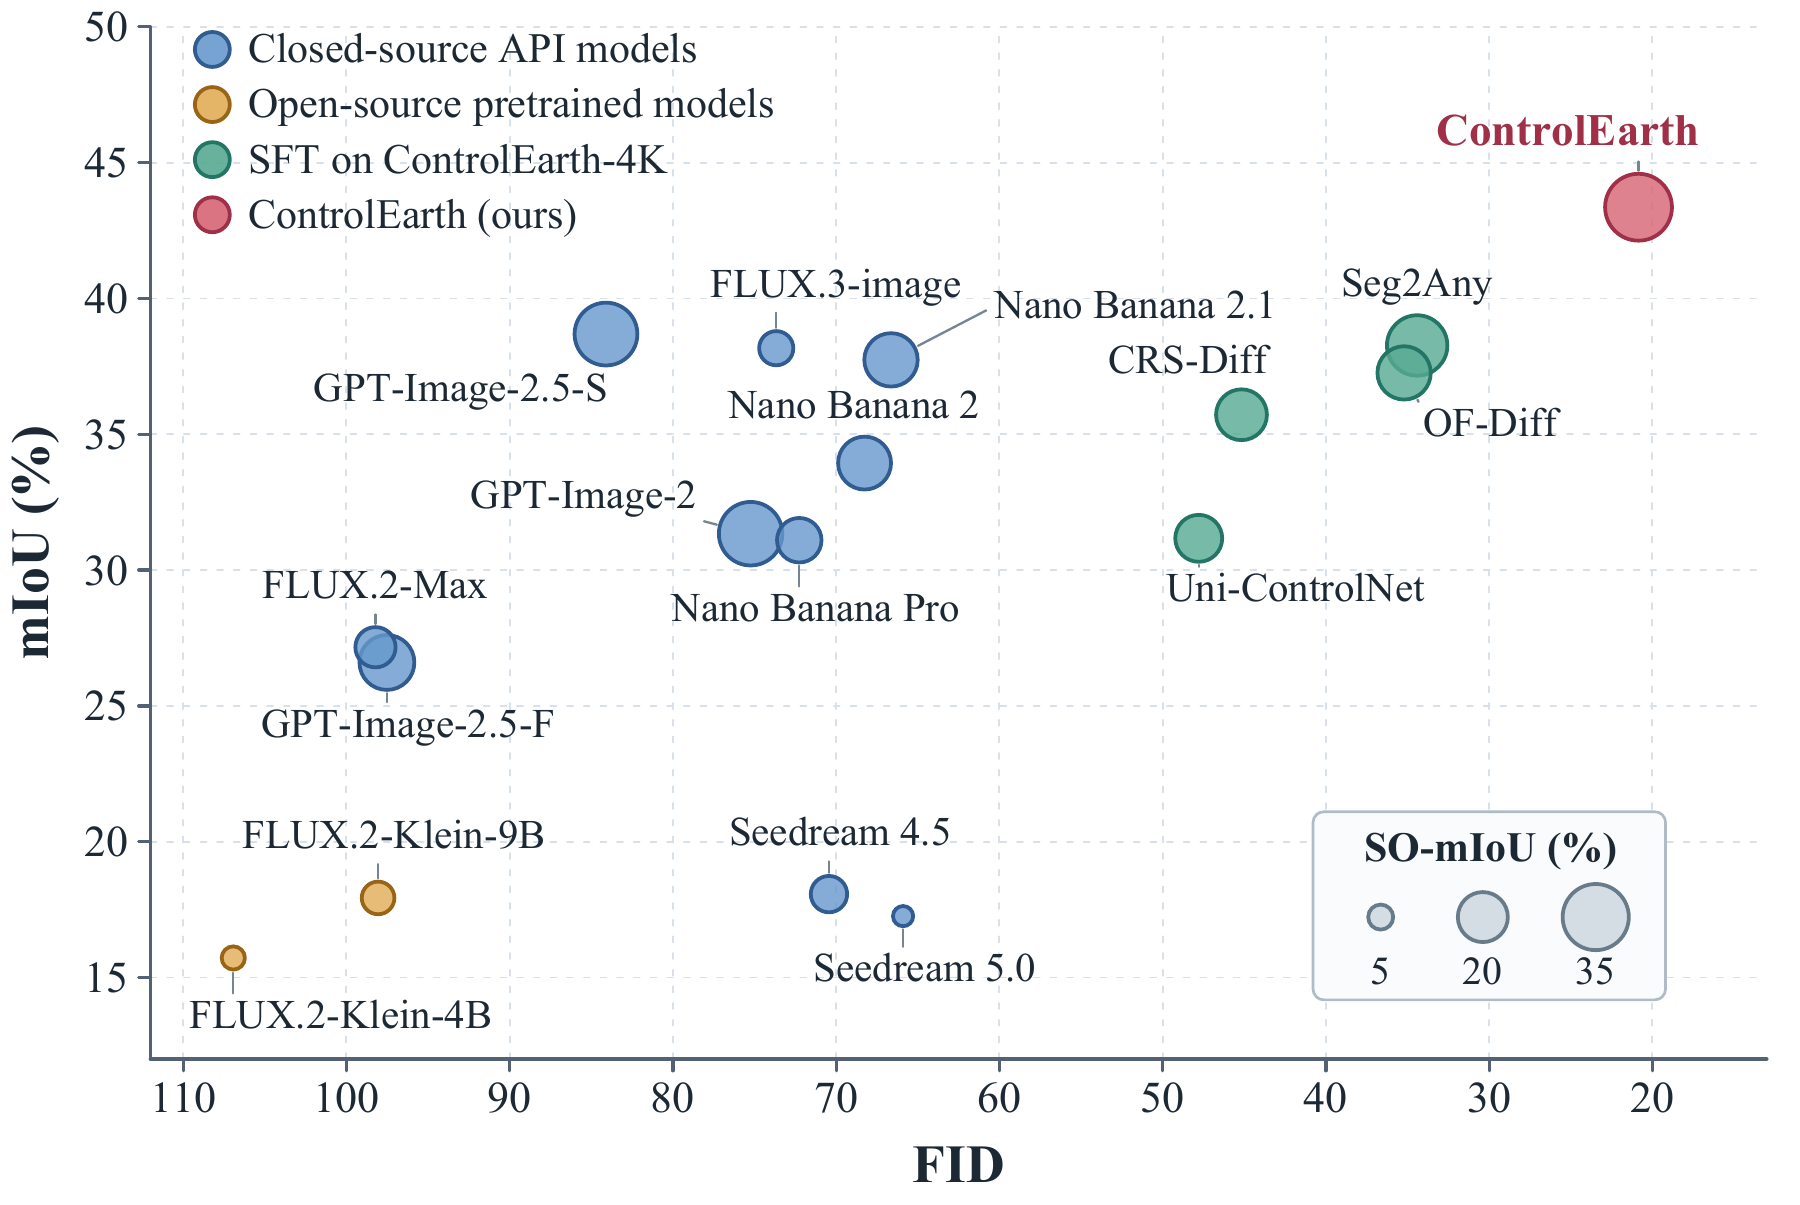 50
Closed-source API models
Open-source pretrained models
ControlEarth
45
SFT on ControlEarth-4K
ControlEarth (ours)
40
FLUX.3-image
Nano Banana 2.1
Seg2Any
CRS-Diff
GPT-Image-2.5-S
Nano Banana 2
OF-Diff
35
GPT-Image-2
mIoU (%)
30
FLUX.2-Max
Nano Banana Pro
Uni-ControlNet
25
GPT-Image-2.5-F
20
FLUX.2-Klein-9B
Seedream 4.5
SO-mIoU (%)
5 20 35
15
Seedream 5.0
FLUX.2-Klein-4B
110 100 90 80 70 60 50 40 30 20
FID